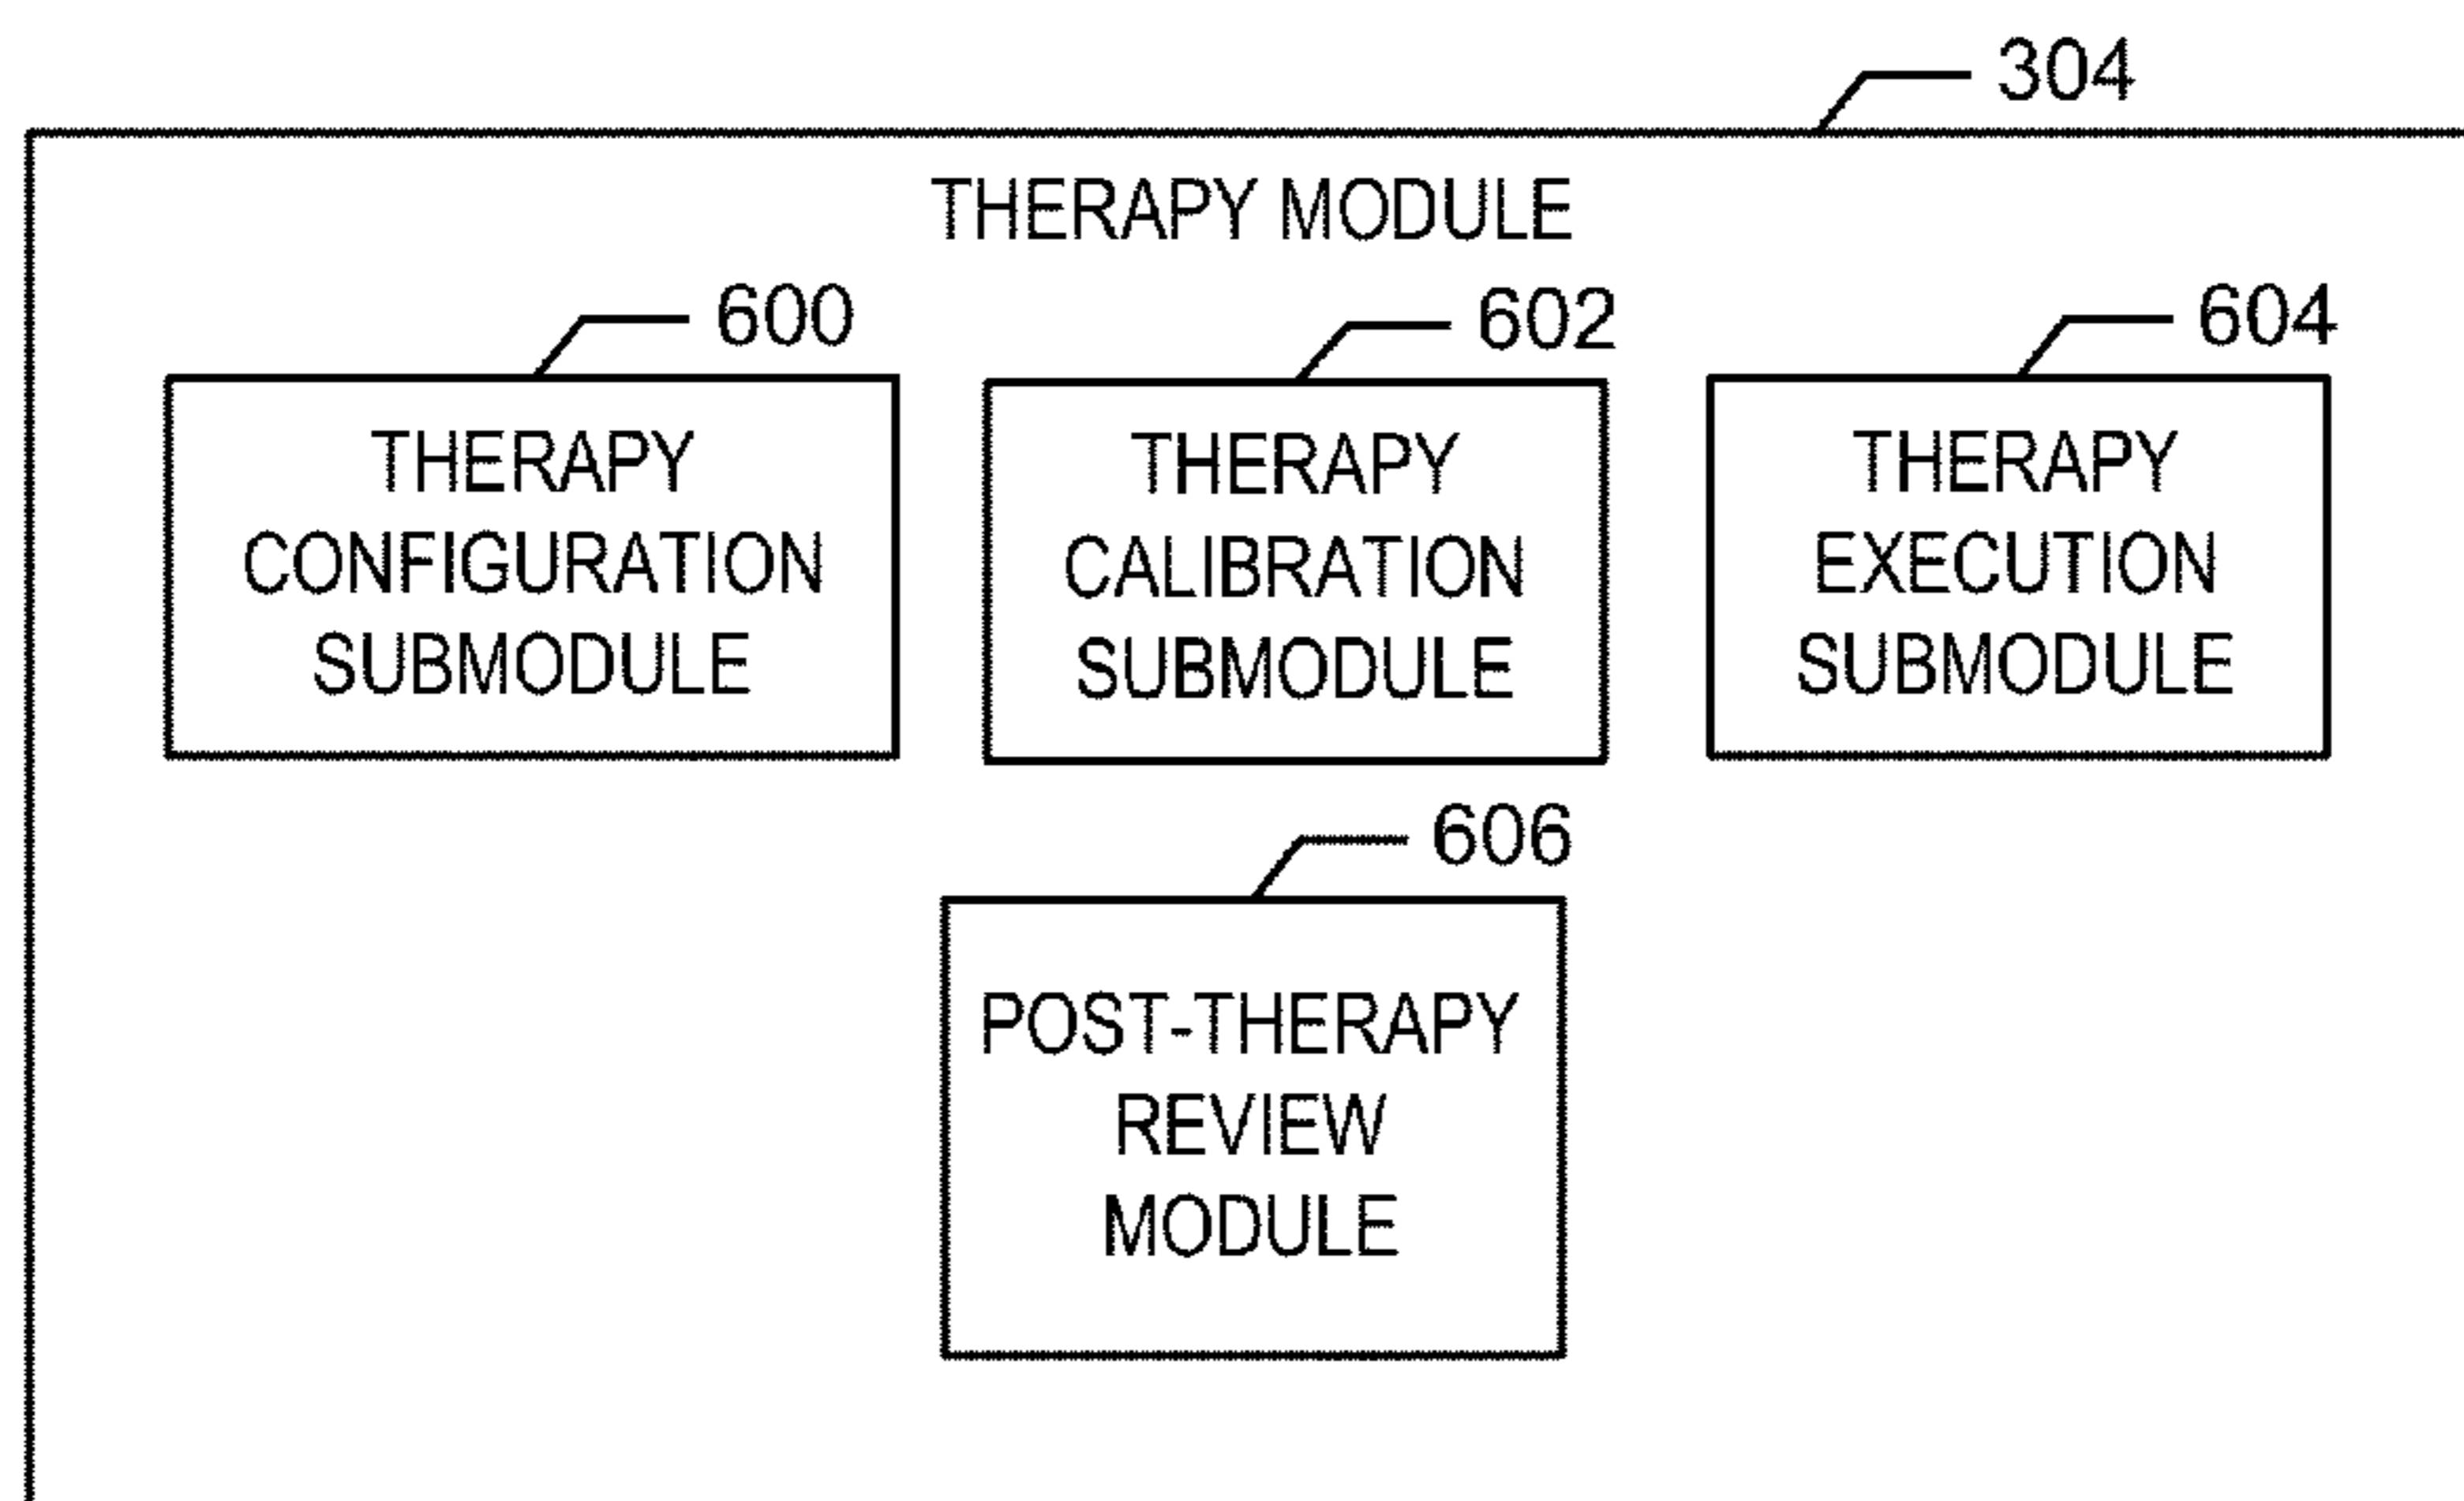 304
THERAPY MODULE
600
THERAPY
CONFIGURATION
SUBMODULE
602
THERAPY
CALIBRATION
SUBMODULE
604
THERAPY
EXECUTION
SUBMODULE
606
POST-THERAPY
REVIEW
MODULE